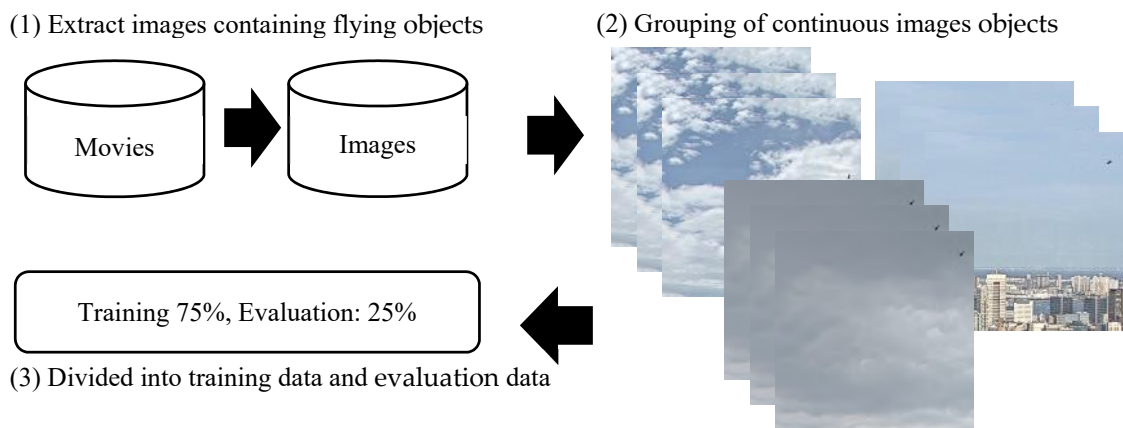 (1) Extract images containing flying objects
(2) Grouping of continuous images objects
Movies
Images
Training 75%, Evaluation: 25%
(3) Divided into training data and evaluation data